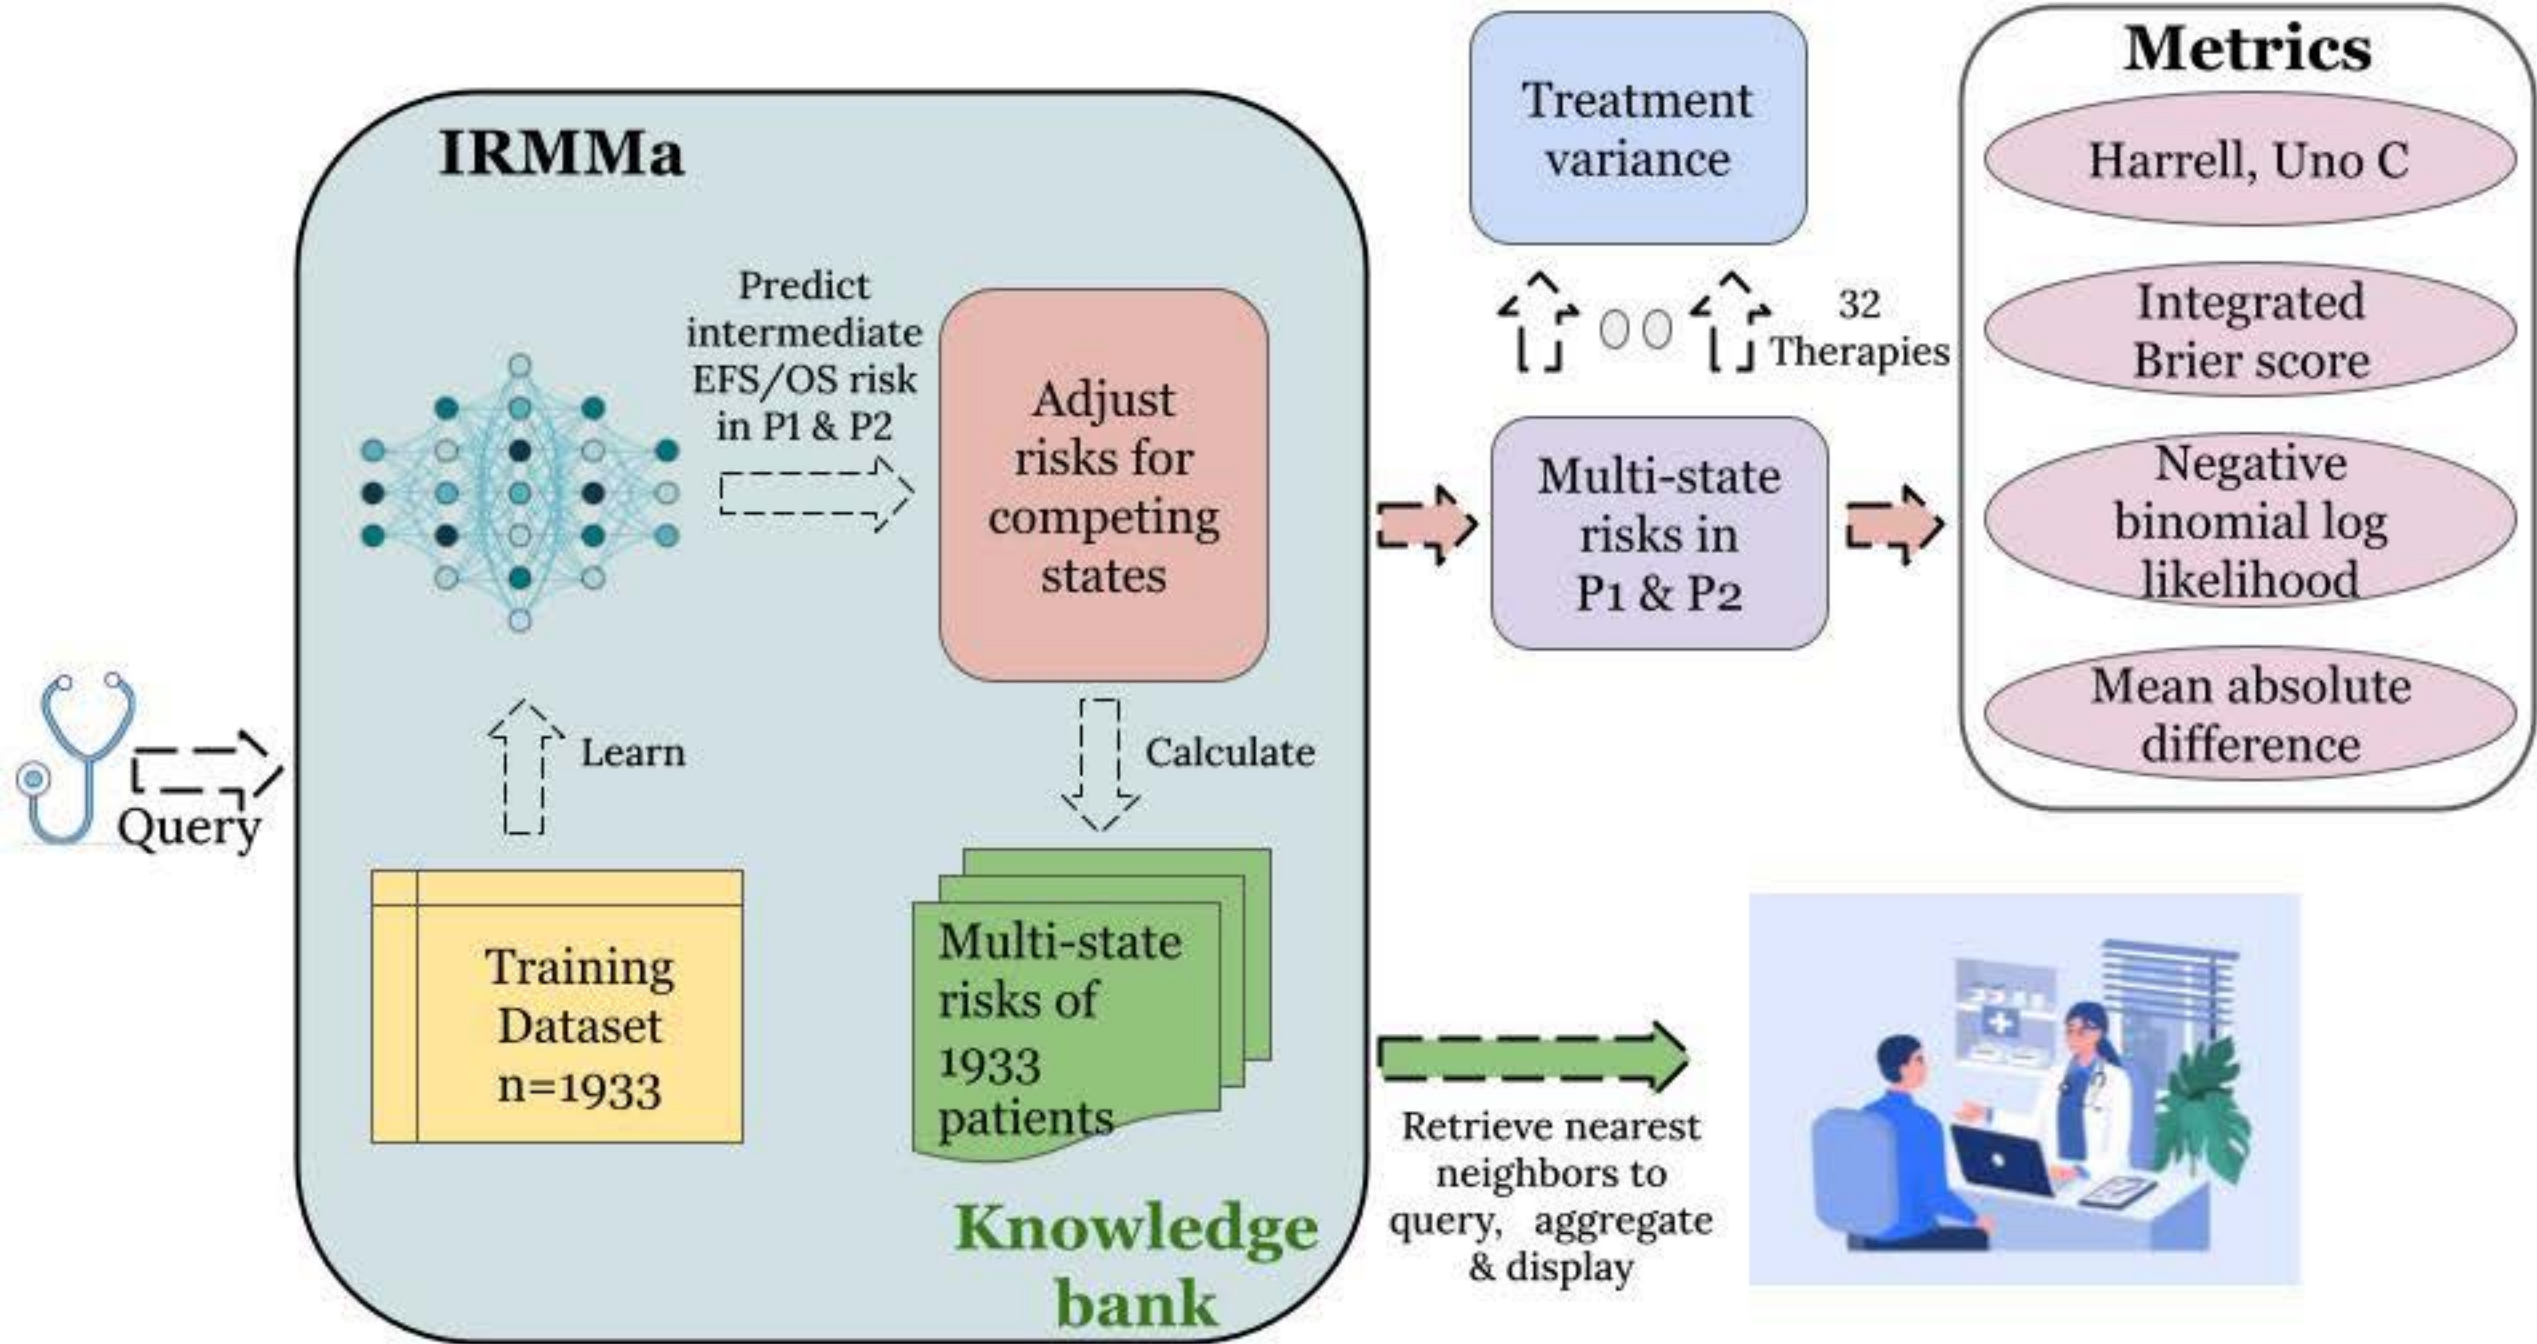 IRMMa
Predict
intermediate
EFS/OS risk
in P1 & P2
Adjust
risks for
competing
states
Learn
Calculate
Query
Training
Dataset
n=1933
Multi-state
risks of
1933
patients
Knowledge
bank
Treatment
variance
32
Therapies
Multi-state
risks in
P1 & P2
Metrics
Harrell, Uno C
Integrated
Brier score
Negative
binomial log
likelihood
Mean absolute
difference
Retrieve nearest
neighbors to
query, aggregate
& display